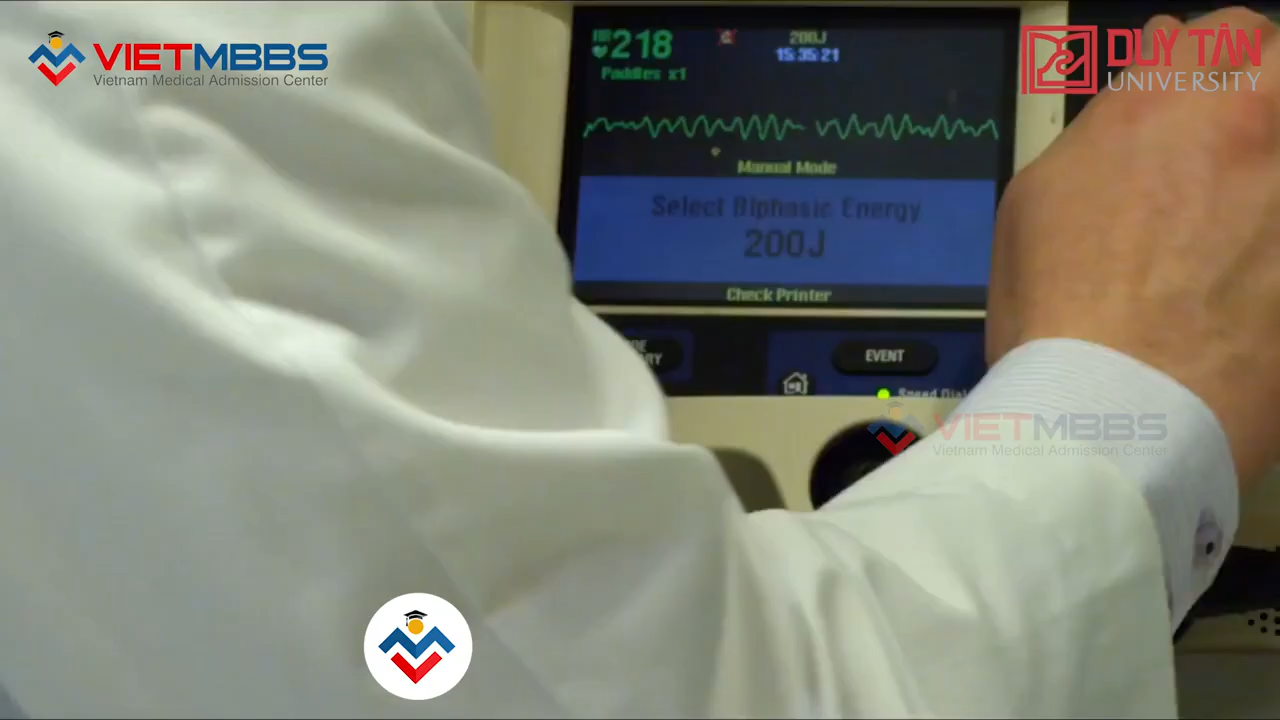 VIETMBBS
Vietnam Medical Admission Center
HR
218
Paddles x1
200J
15:35:21
DUY TÂN
UNIVERSITY
Manual Mode
Select Biphasic Energy
200J
Check Printer
EVENT
VIETMBBS
Vietnam Medical Admission Center